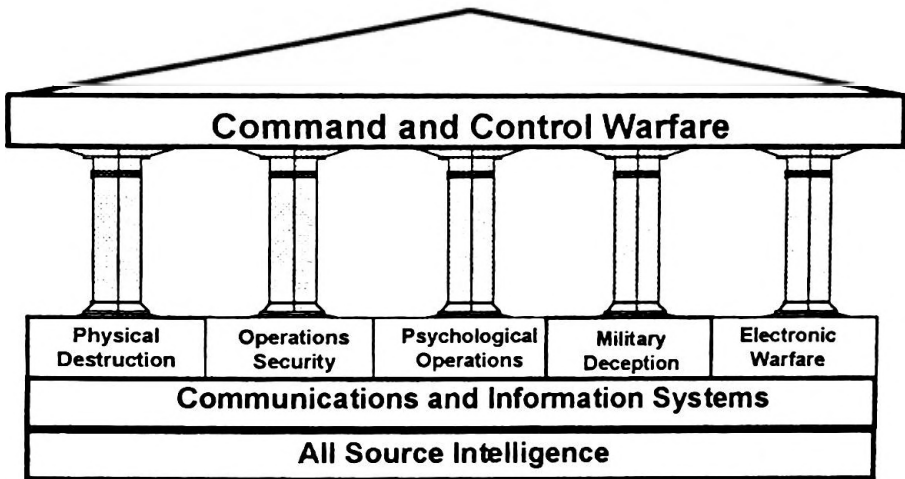 Command and Control Warfare
Physical
Destruction
Operations
Security
Psychological
Operations
Military
Deception
Electronic
Warfare
Communications and Information Systems
All Source Intelligence